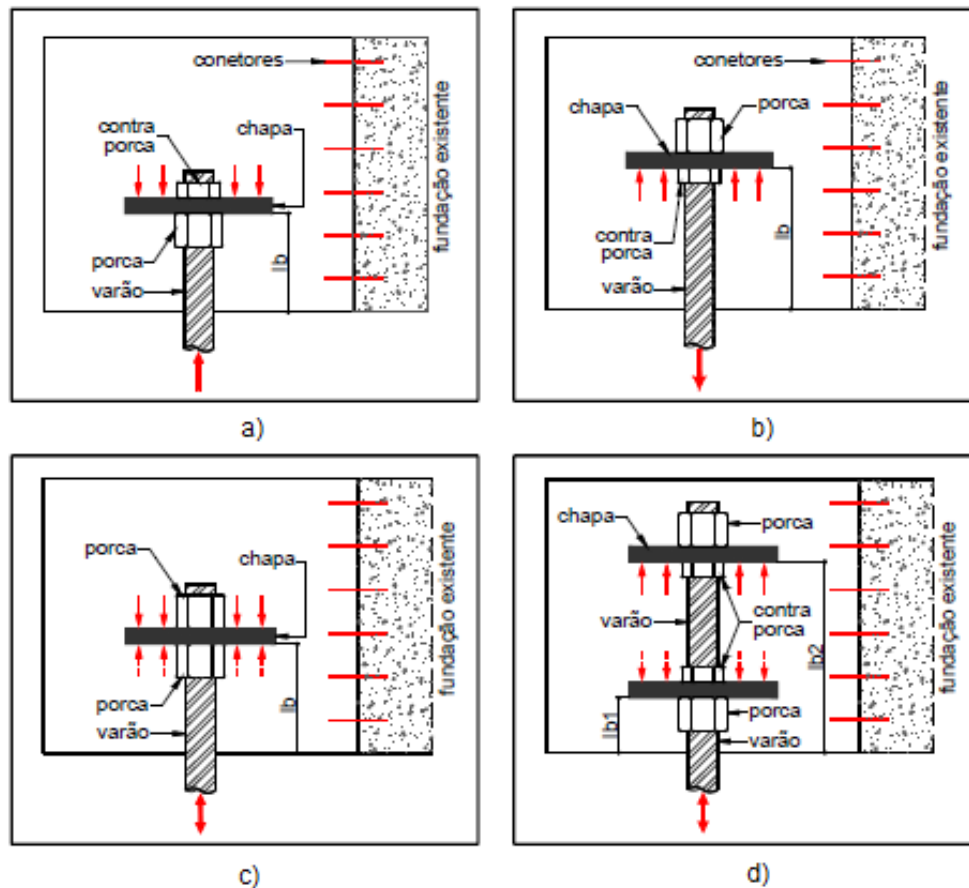 conetores
chapa
contra
porca
porca
varão
lb
fundação existente
a)
conetores
chapa
porca
contra
porca
varão
lb
fundação existente
b)
porca
chapa
porca
varão
lb
fundação existente
c)
chapa
porca
contra
porca
varão
lb2
lb1
porca
varão
fundação existente
d)